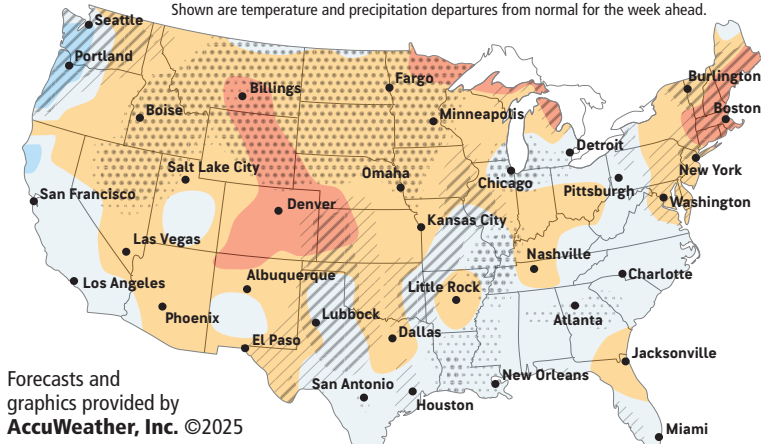 Shown are temperature and precipitation departures from normal for the week ahead.
Seattle
Portland
Billings
Fargo
Burlington
Boise
Minneapolis
Boston
Detroit
Salt Lake City
Omaha
Chicago
New York
Pittsburgh
San Francisco
Denver
Washington
Kansas City
Las Vegas
Nashville
Albuquerque
Charlotte
Los Angeles
Little Rock
Phoenix
Lubbock
Atlanta
Dallas
El Paso
Jacksonville
San Antonio
New Orleans
Houston
Miami
Forecasts and
graphics provided by
AccuWeather, Inc. ©2025